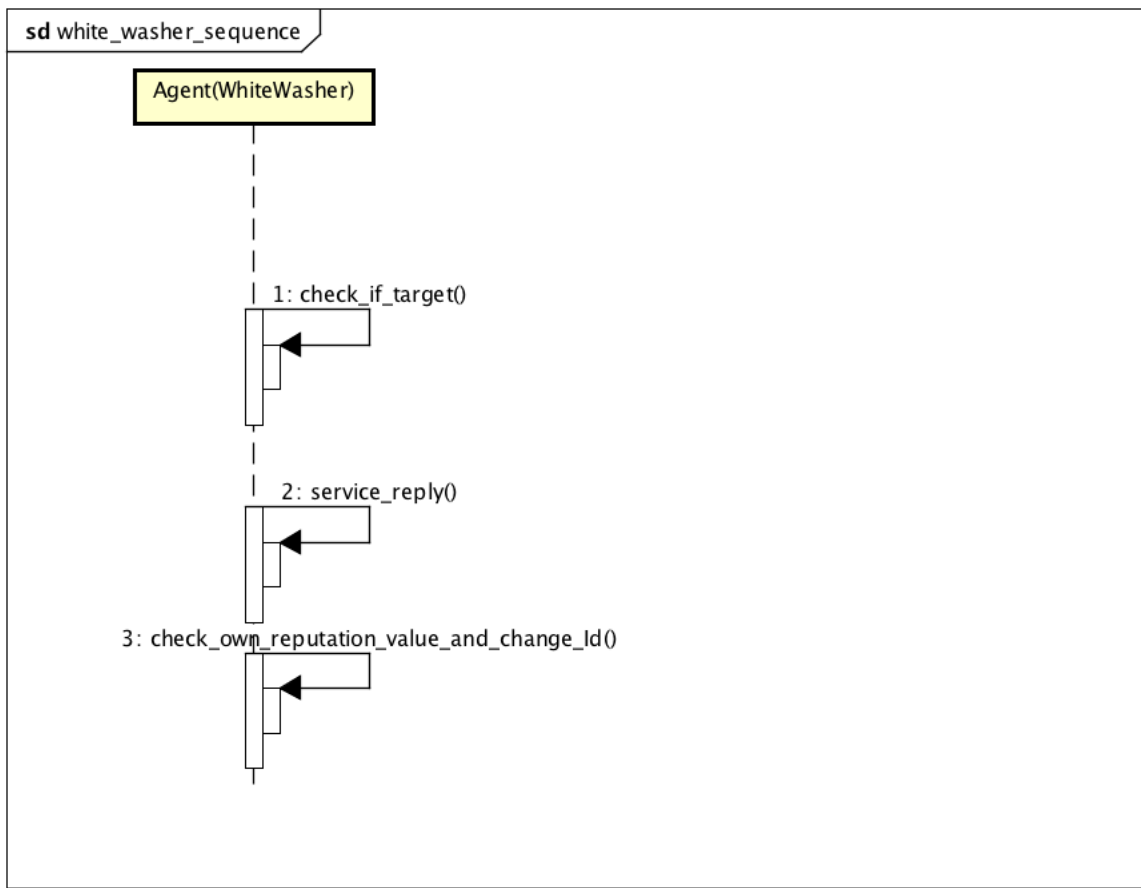 sd white_washer_sequence
Agent(WhiteWasher)
1: check_if_target()
2: service_reply()
3: check_own_reputation_value_and_change_Id()